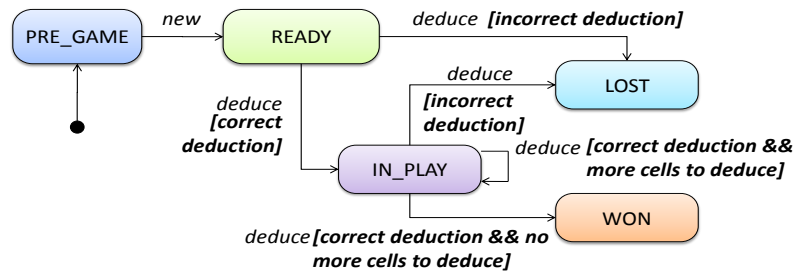 new
deduce [incorrect deduction]
PRE_GAME
READY
deduce
[incorrect
deduction]
LOST
deduce
[correct
deduction]
deduce [correct deduction &&
more cells to deduce]
IN_PLAY
WON
deduce [correct deduction && no
more cells to deduce]